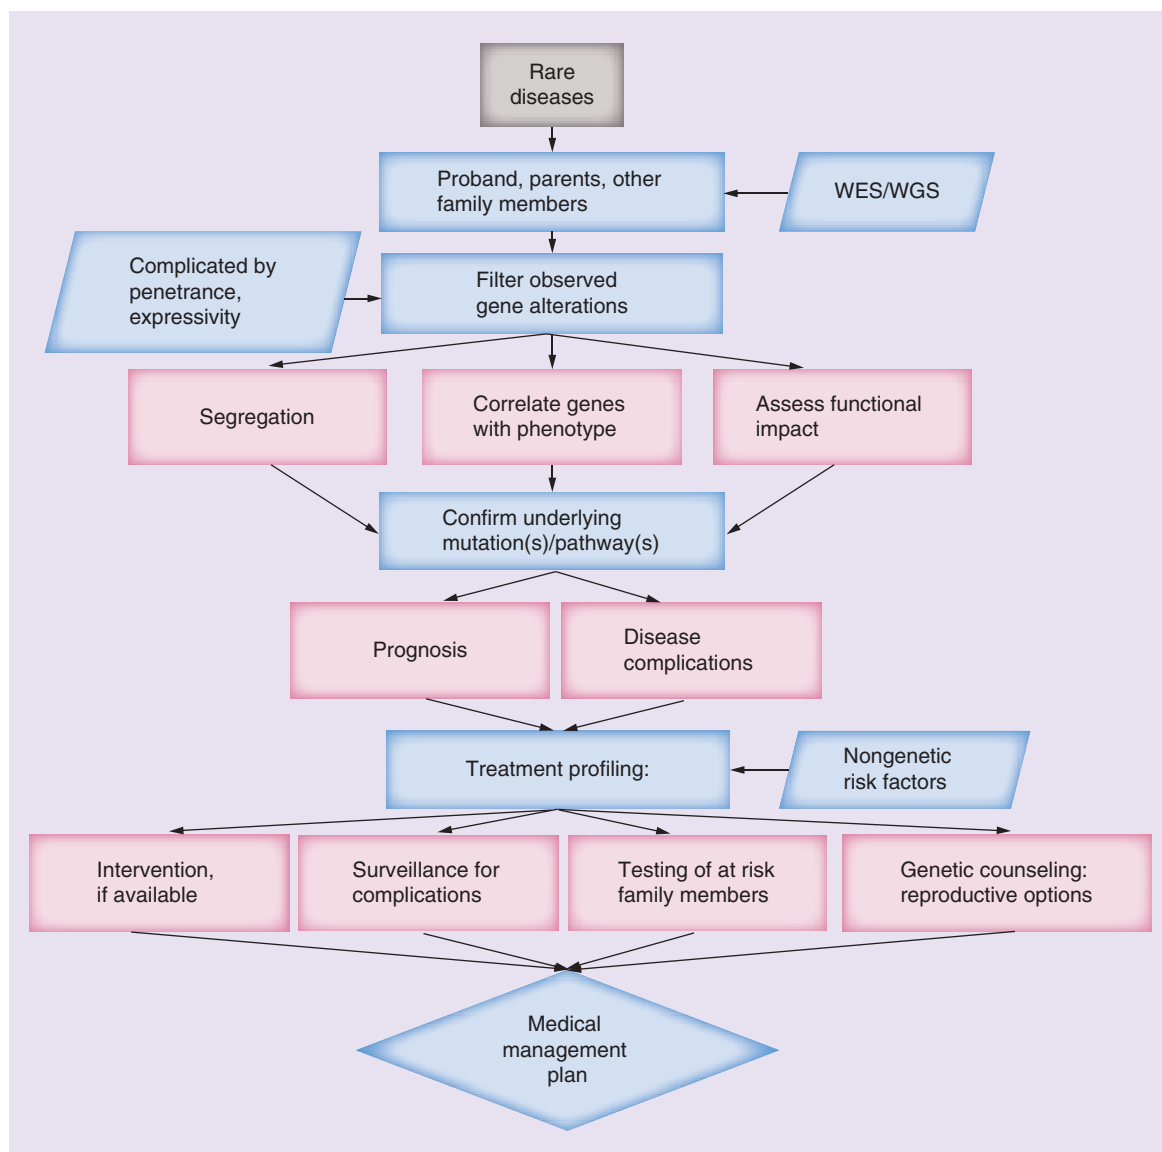 Rare
diseases
Proband, parents, other
family members
WES/WGS
Complicated by
penetrance,
expressivity
Filter observed
gene alterations
Segregation
Correlate genes
with phenotype
Assess functional
impact
Confirm underlying
mutation(s)/pathway(s)
Prognosis
Disease
complications
Treatment profiling:
Nongenetic
risk factors
Intervention,
if available
Surveillance for
complications
Testing of at risk
family members
Genetic counseling:
reproductive options
Medical
management
plan